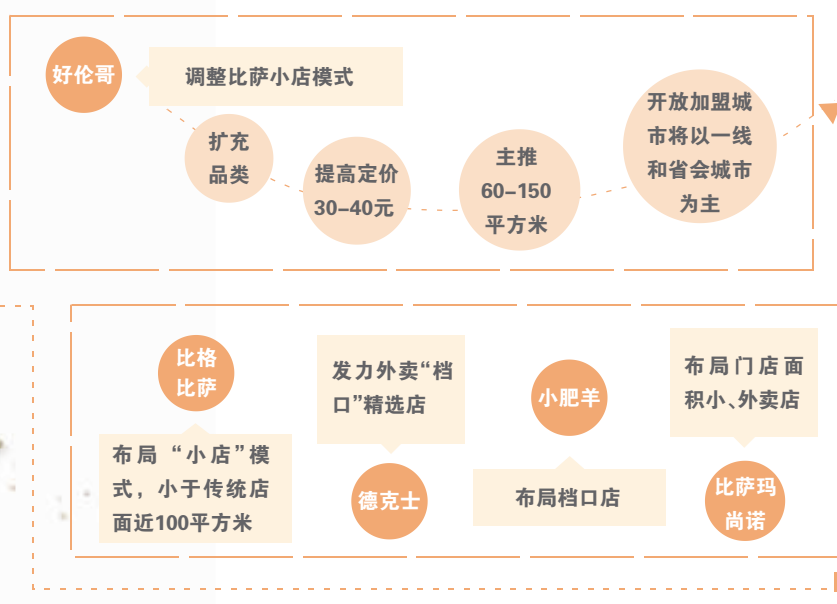 好伦哥
调整比萨小店模式
扩充
品类
提高定价
30-40元
主推
60-150
平方米
开放加盟城
市将以一线
和省会城市
为主
比格
比萨
布局“小店”模
式，小于传统店
面近100平方米
发力外卖“档
口”精选店
德克士
小肥羊
布局档口店
布局门店面
积小、外卖店
比萨玛
尚诺